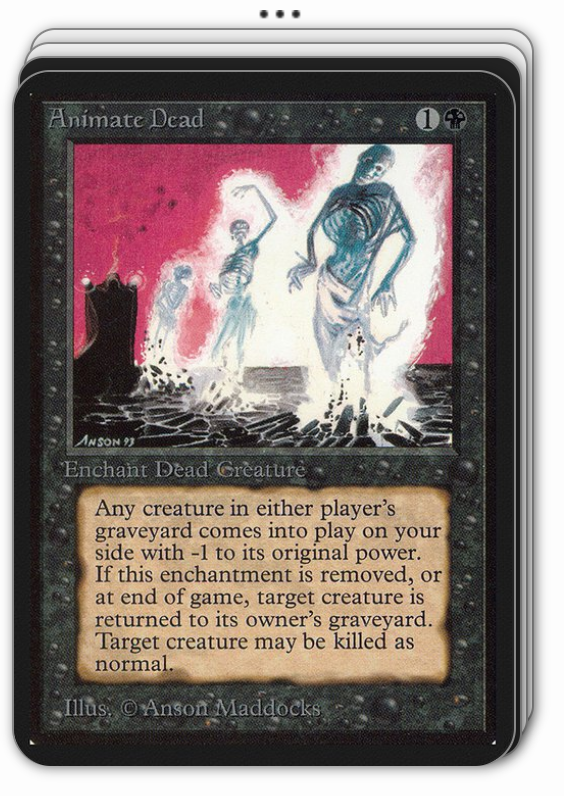 Animate Dead 1
ANSON 93
Enchant Dead Creature
Any creature in either player's
graveyard comes into play on your
side with -1 to its original power.
If this enchantment is removed, or
at end of game, target creature is
returned to its owner's graveyard.
Target creature may be killed as
normal.
Illus. © Anson Maddocks